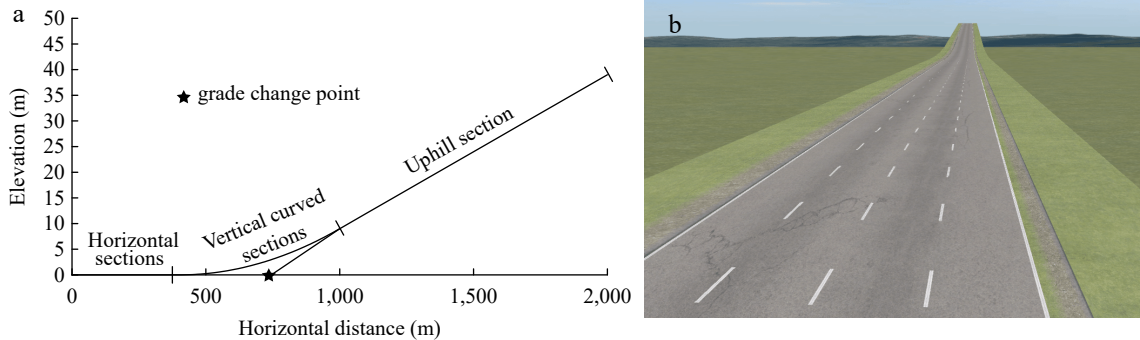 a
50
45
40
35
30
25
20
15
10
5
0
Elevation (m)
grade change point
Uphill section
Vertical curved
sections
Horizontal
sections
0
500
1,000
1,500
2,000
Horizontal distance (m)
b